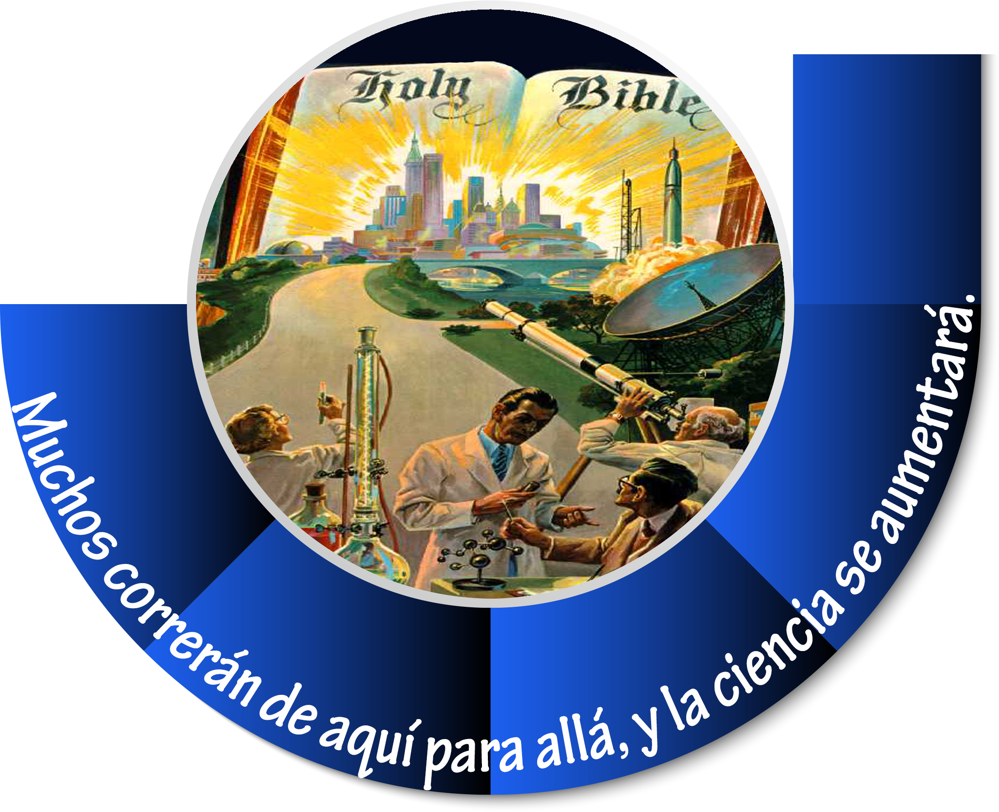 Holy Bible
Muchos correrán de aquí para allá, y la ciencia se aumentará.